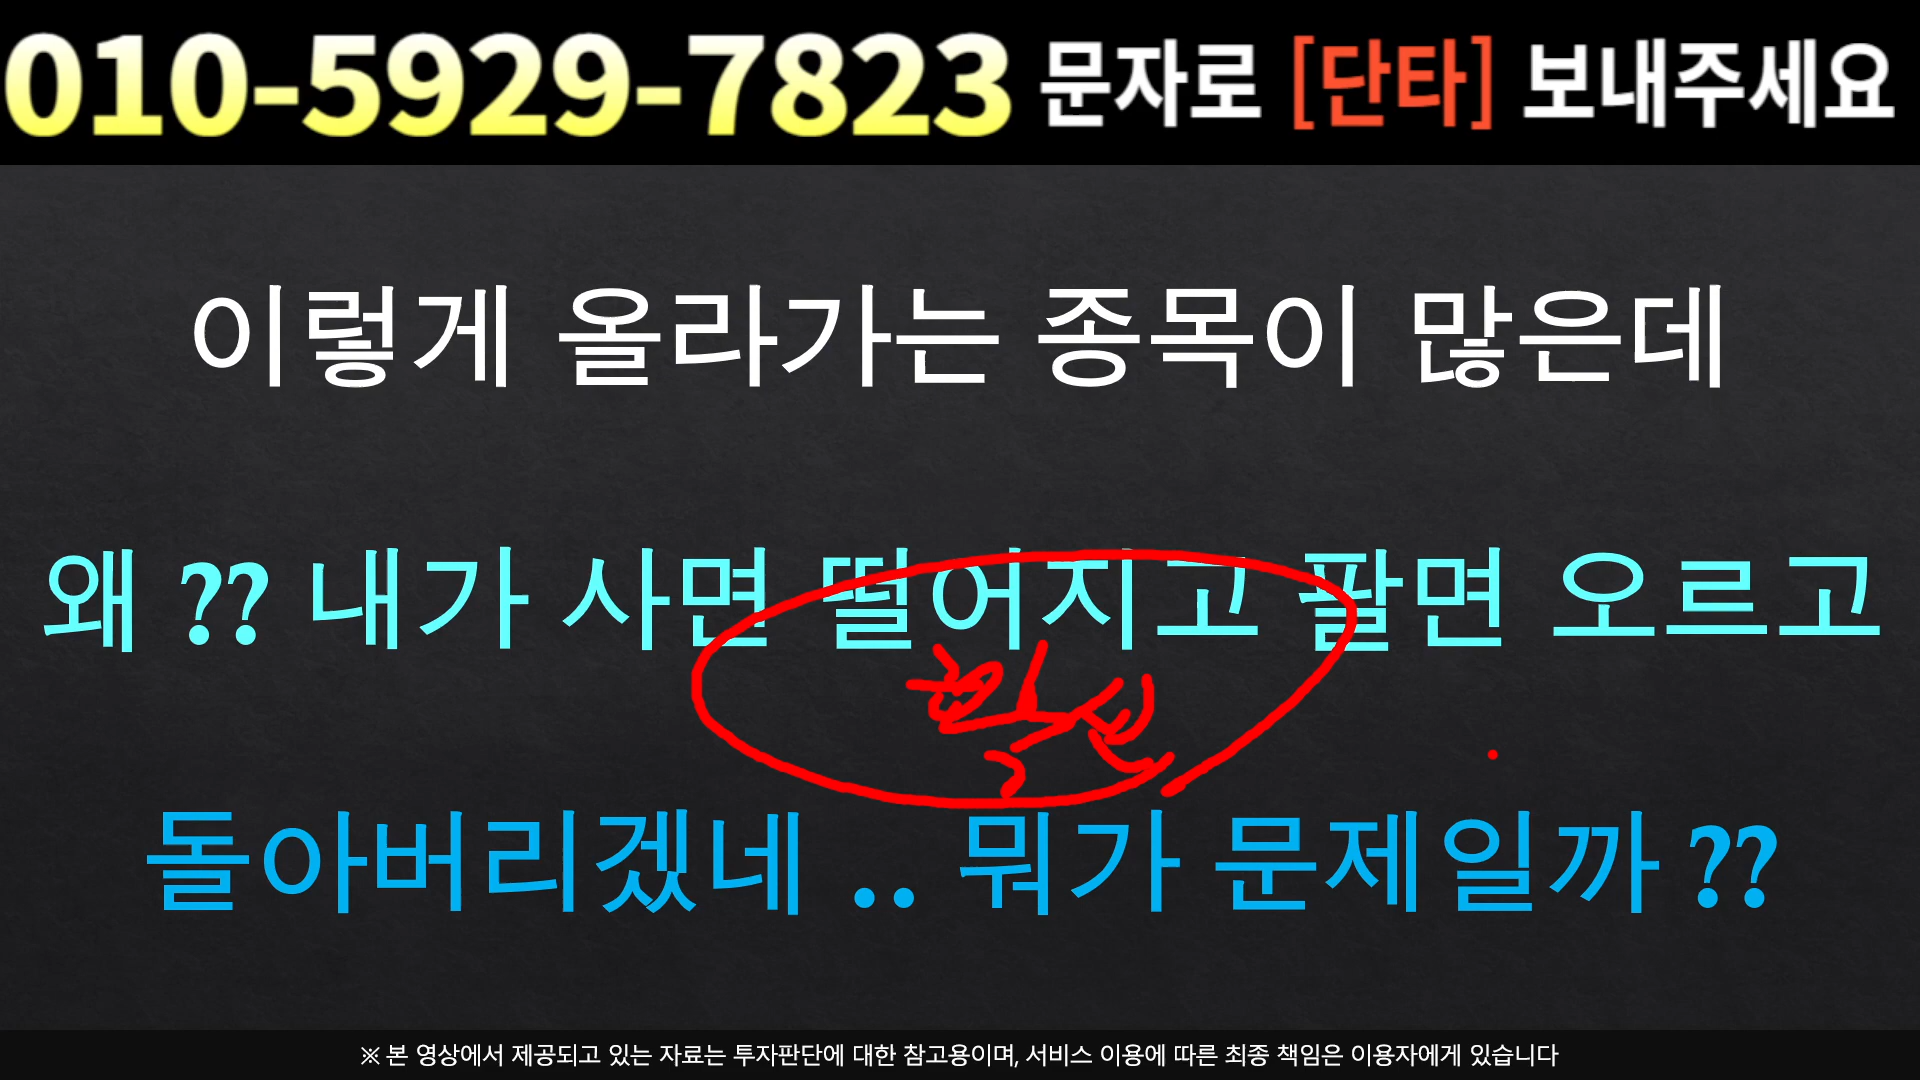 010-5929-7823 문자로 [단타] 보내주세요
이렇게 올라가는 종목이 많은데
왜 ?? 내가 사면 떨어지고 팔면 오르고
확신
돌아버리겠네 .. 뭐가 문제일까 ??
※ 본 영상에서 제공되고 있는 자료는 투자판단에 대한 참고용이며, 서비스 이용에 따른 최종 책임은 이용자에게 있습니다